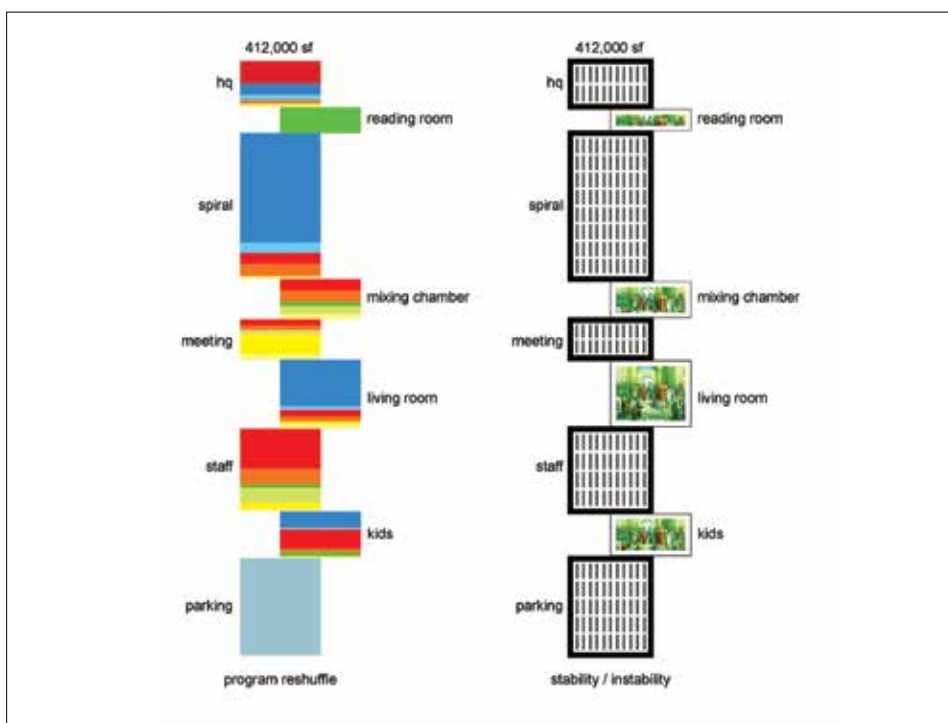 412,000 sf
hq
reading room
spiral
mixing chamber
meeting
living room
staff
kids
parking
program reshuffle
412,000 sf
hq
reading room
spiral
mixing chamber
meeting
living room
staff
kids
parking
stability / instability